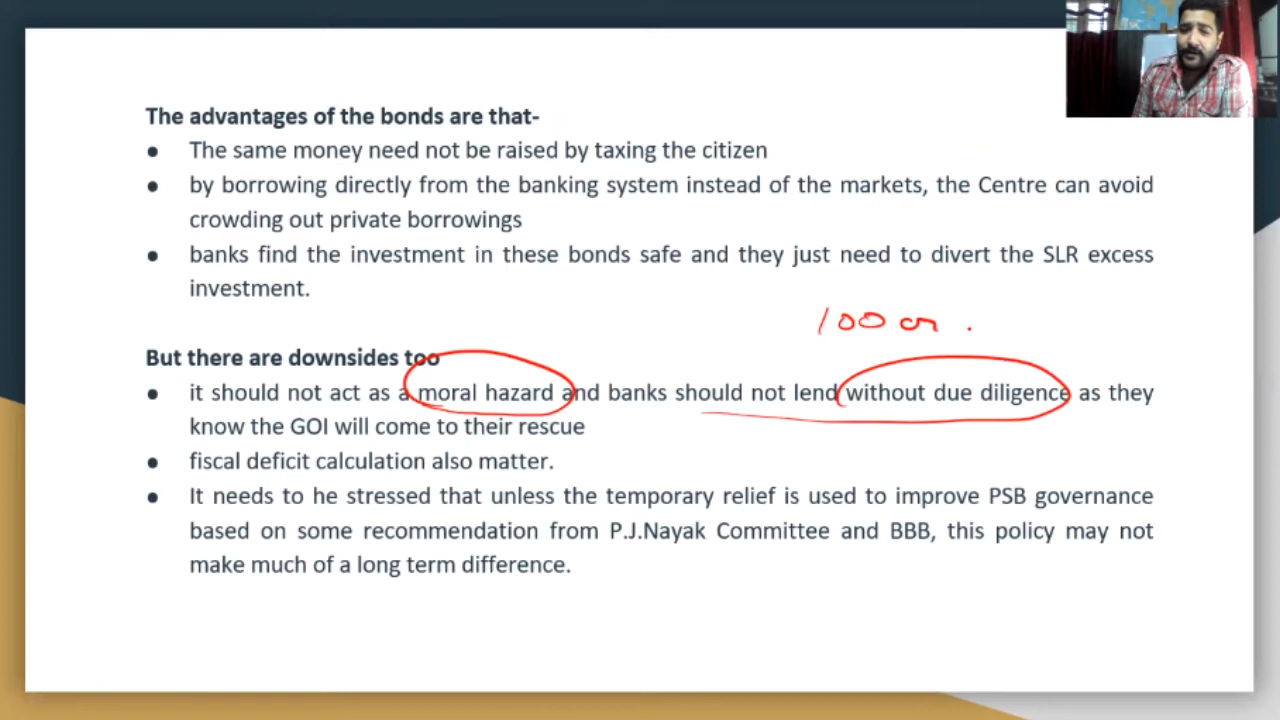 The advantages of the bonds are that-
● The same money need not be raised by taxing the citizen
● by borrowing directly from the banking system instead of the markets, the Centre can avoid
crowding out private borrowings
● banks find the investment in these bonds safe and they just need to divert the SLR excess
investment.
100 cr .
But there are downsides too
● it should not act as a moral hazard and banks should not lend without due diligence as they
know the GOI will come to their rescue
● fiscal deficit calculation also matter.
● It needs to he stressed that unless the temporary relief is used to improve PSB governance
based on some recommendation from P.J.Nayak Committee and BBB, this policy may not
make much of a long term difference.